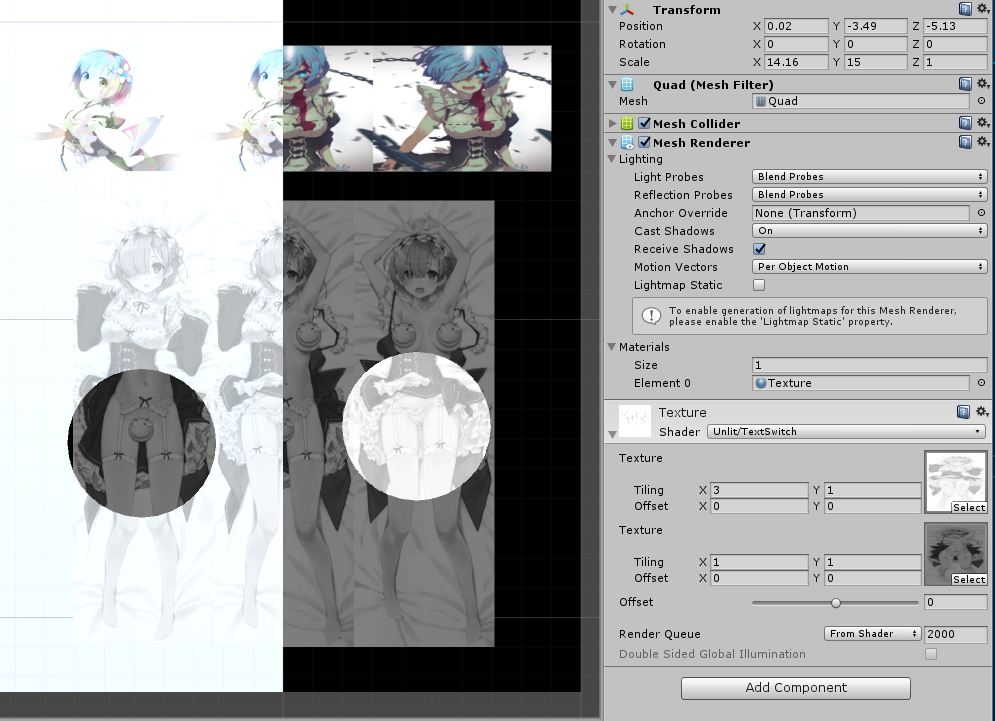 Transform
Position X 0.02 Y -3.49 Z -5.13
Rotation X 0 Y 0 Z 0
Scale X 14.16 Y 15 Z 1
Quad (Mesh Filter)
Mesh Quad
Mesh Collider
Mesh Renderer
Lighting
Light Probes Blend Probes
Reflection Probes Blend Probes
Anchor Override None (Transform)
Cast Shadows On
Receive Shadows
Motion Vectors Per Object Motion
Lightmap Static
To enable generation of lightmaps for this Mesh Renderer,
please enable the 'Lightmap Static' property.
Materials
Size 1
Element 0 Texture
Texture
Shader Unlit/TextSwitch
Texture
Tiling X 3 Y 1
Offset X 0 Y 0
Select
Texture
Tiling X 1 Y 1
Offset X 0 Y 0
Select
Offset 0
Render Queue From Shader 2000
Double Sided Global Illumination
Add Component